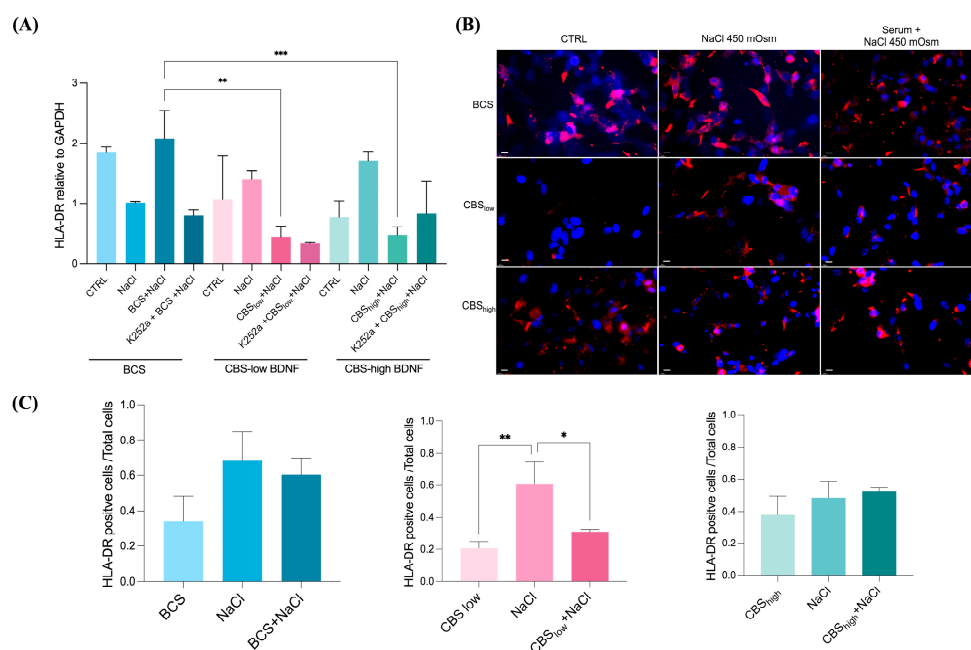 (A)
HLA-DR relative to GAPDH
3
2
1
0
**
***
CTRL
NaCl
BCS+NaCl
K252a + BCS +NaCl
CTRL
NaCl
CBSlow+NaCl
K252a +CBSlow+NaCl
CTRL
NaCl
CBShigh+NaCl
K252a + CBShigh+NaCl
BCS
CBS-low BDNF
CBS-high BDNF
(B)
CTRL
NaCl 450 mOsm
Serum +
NaCl 450 mOsm
BCS
CBSlow
CBShigh
(C)
HLA-DR positve cells /Total cells
1.0
0.8
0.6
0.4
0.2
0.0
BCS
NaCl
BCS+NaCl
HLA-DR positve cells /Total cells
1.0
0.8
0.6
0.4
0.2
0.0
**
*
CBS low
NaCl
CBSlow +NaCl
HLA-DR positve cells /Total cells
1.0
0.8
0.6
0.4
0.2
0.0
CBShigh
NaCl
CBShigh +NaCl